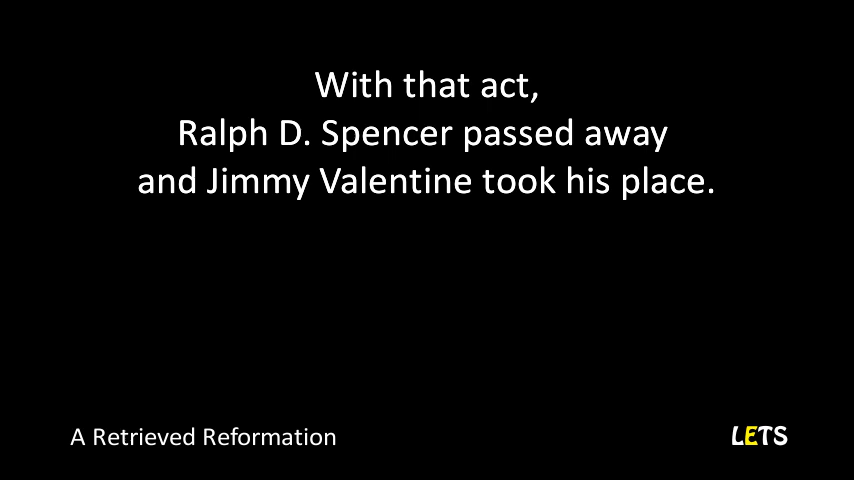 With that act,
Ralph D. Spencer passed away
and Jimmy Valentine took his place.
A Retrieved Reformation
LETS